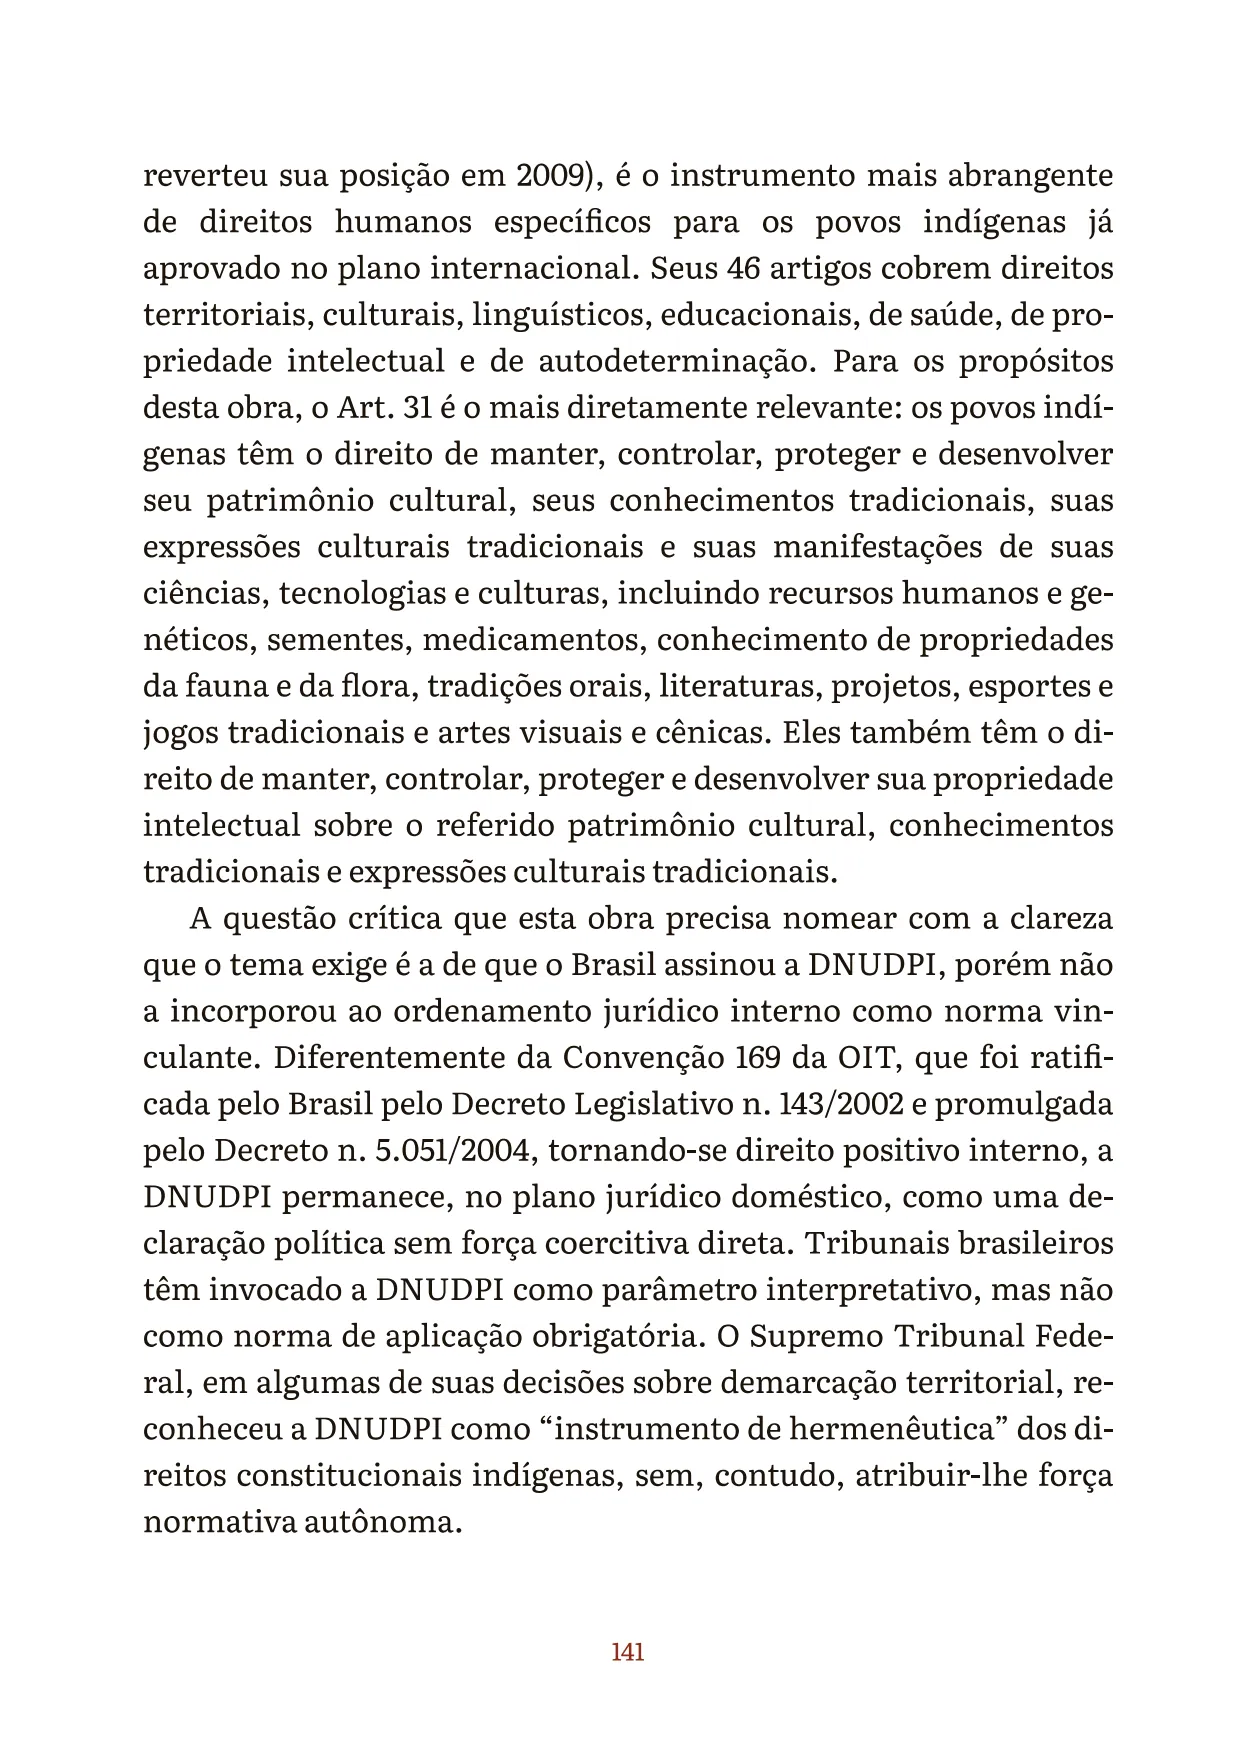 reverteu sua posição em 2009), é o instrumento mais abrangente
de direitos humanos específicos para os povos indígenas já
aprovado no plano internacional. Seus 46 artigos cobrem direitos
territoriais, culturais, linguísticos, educacionais, de saúde, de pro-
priedade intelectual e de autodeterminação. Para os propósitos
desta obra, o Art. 31 é o mais diretamente relevante: os povos indí-
genas têm o direito de manter, controlar, proteger e desenvolver
seu patrimônio cultural, seus conhecimentos tradicionais, suas
expressões culturais tradicionais e suas manifestações de suas
ciências, tecnologias e culturas, incluindo recursos humanos e ge-
néticos, sementes, medicamentos, conhecimento de propriedades
da fauna e da flora, tradições orais, literaturas, projetos, esportes e
jogos tradicionais e artes visuais e cênicas. Eles também têm o di-
reito de manter, controlar, proteger e desenvolver sua propriedade
intelectual sobre o referido patrimônio cultural, conhecimentos
tradicionais e expressões culturais tradicionais.
A questão crítica que esta obra precisa nomear com a clareza
que o tema exige é a de que o Brasil assinou a DNUDPI, porém não
a incorporou ao ordenamento jurídico interno como norma vin-
culante. Diferentemente da Convenção 169 da OIT, que foi ratifi-
cada pelo Brasil pelo Decreto Legislativo n. 143/2002 e promulgada
pelo Decreto n. 5.051/2004, tornando-se direito positivo interno, a
DNUDPI permanece, no plano jurídico doméstico, como uma de-
claração política sem força coercitiva direta. Tribunais brasileiros
têm invocado a DNUDPI como parâmetro interpretativo, mas não
como norma de aplicação obrigatória. O Supremo Tribunal Fede-
ral, em algumas de suas decisões sobre demarcação territorial, re-
conheceu a DNUDPI como “instrumento de hermenêutica” dos di-
reitos constitucionais indígenas, sem, contudo, atribuir-lhe força
normativa autônoma.
141